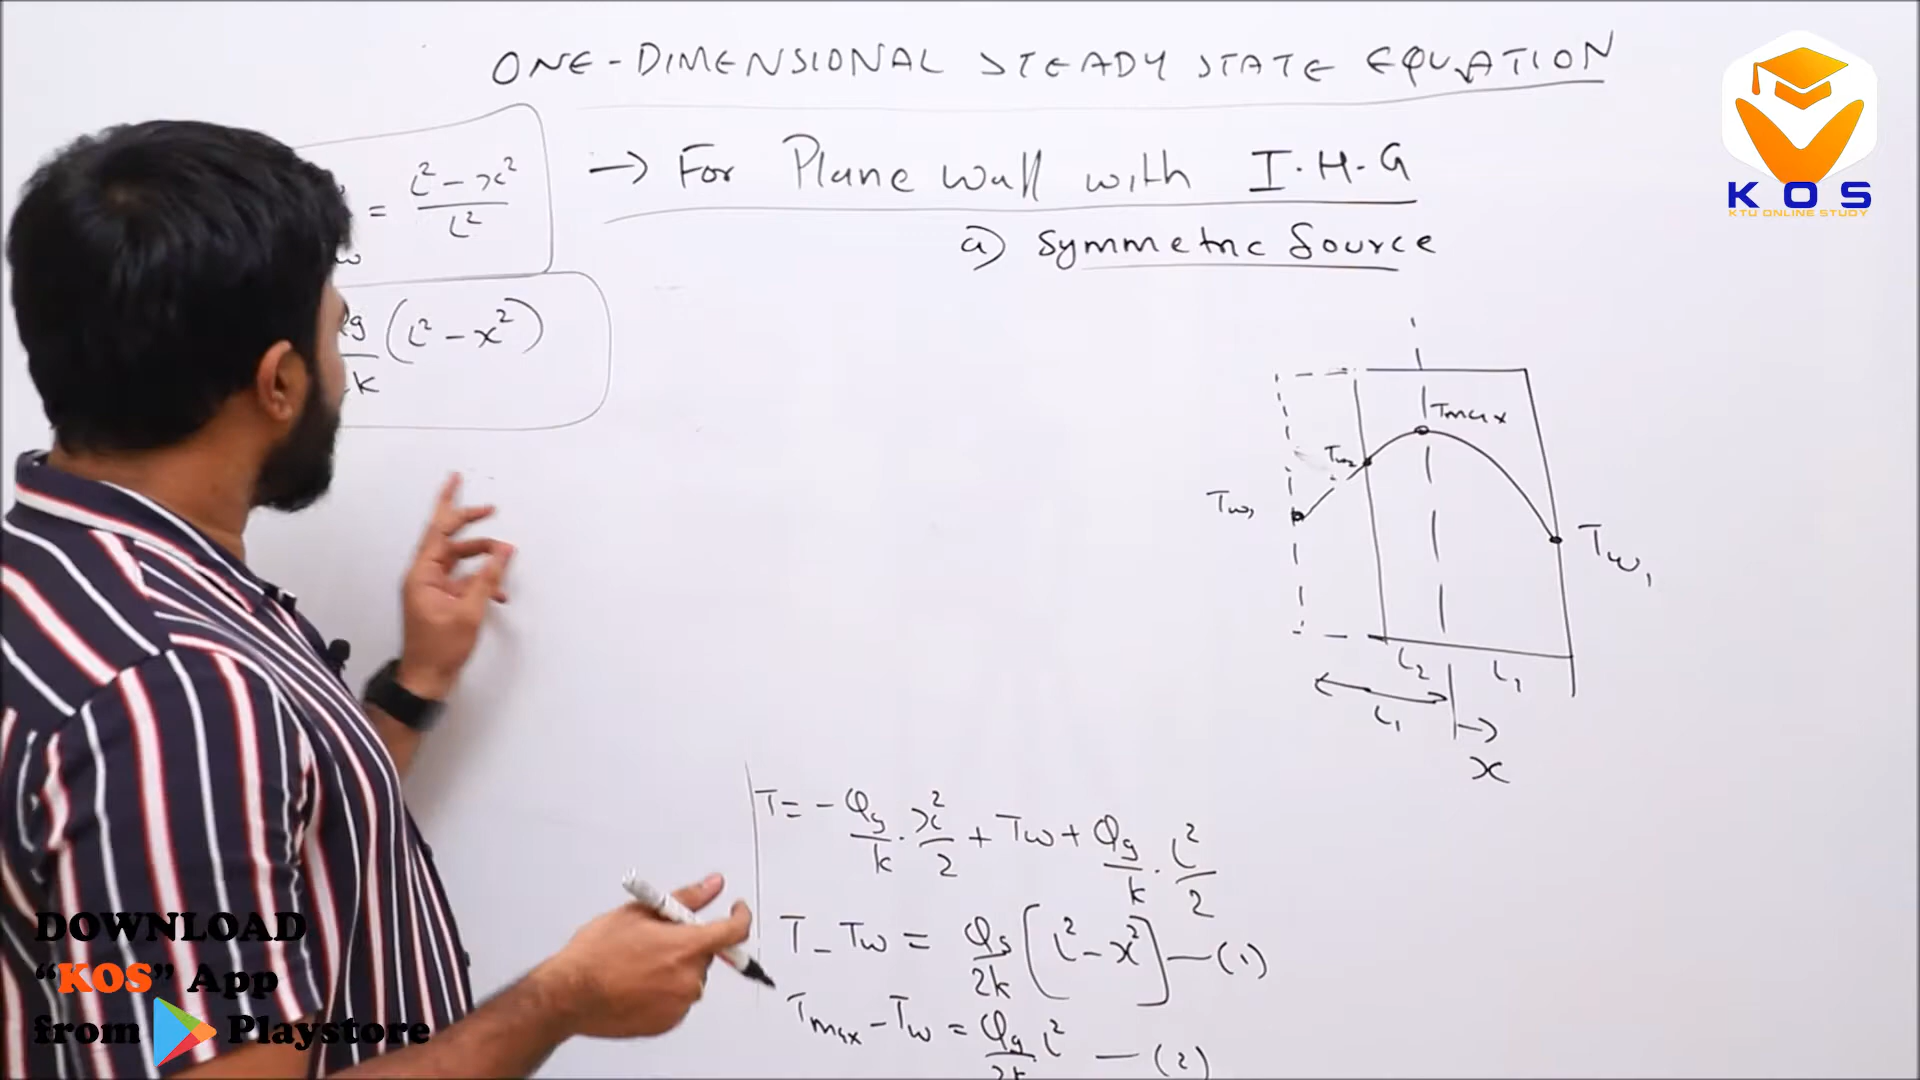 ONE-DIMENSIONAL STEADY STATE EQUATION
→ For Plane wall with I.H.G
a) Symmetric Source
K O S
KTU ONLINE STUDY
= L² - x² / L²
w
qg / k (L² - x²)
Tmax
Tw2
Tw1
Tw1
L2
L1
L1
x
T = - qg/k · x²/2 + Tw + qg/k · L²/2
T - Tw = qg/2k [L² - x²] — (1)
Tmax - Tw = qg/2k L² — (2)
DOWNLOAD
“KOS” App
from Playstore